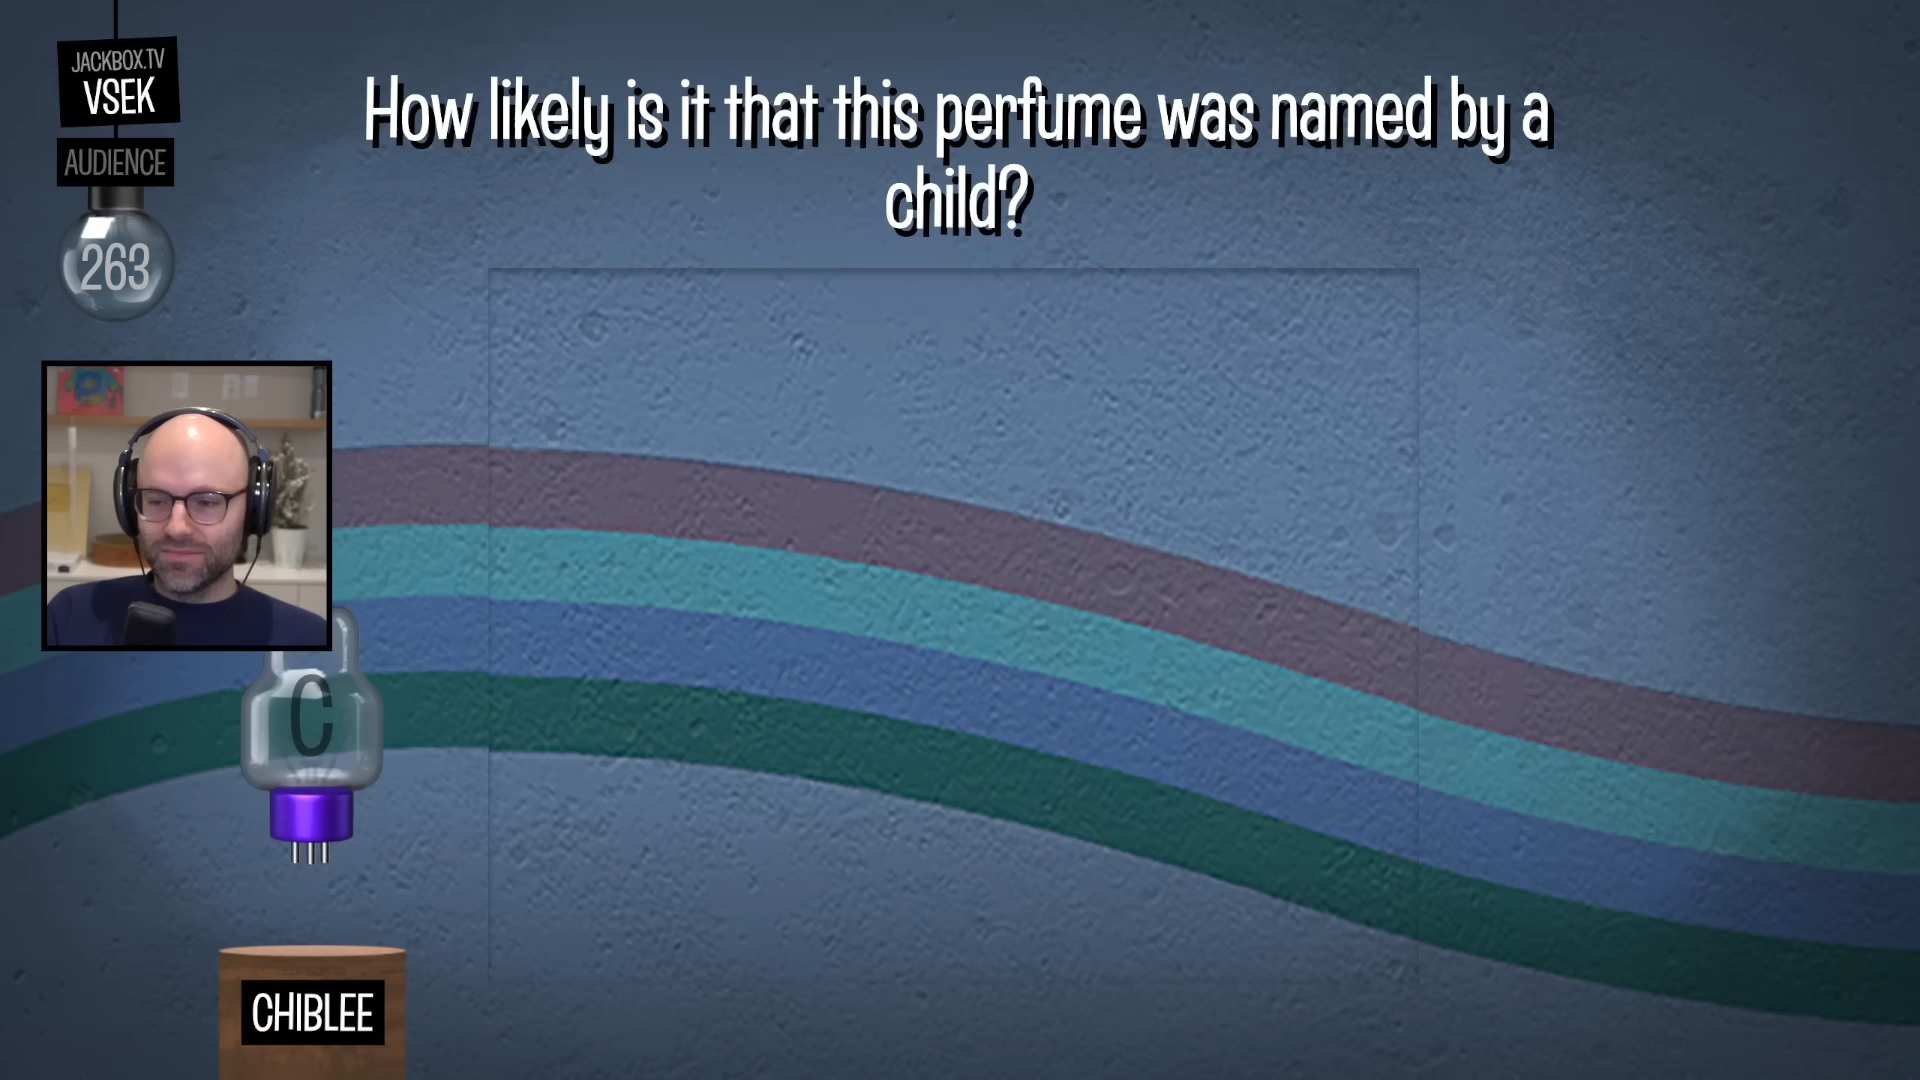 JACKBOX.TV
VSEK
AUDIENCE
263
How likely is it that this perfume was named by a
child?
C
CHIBLEE